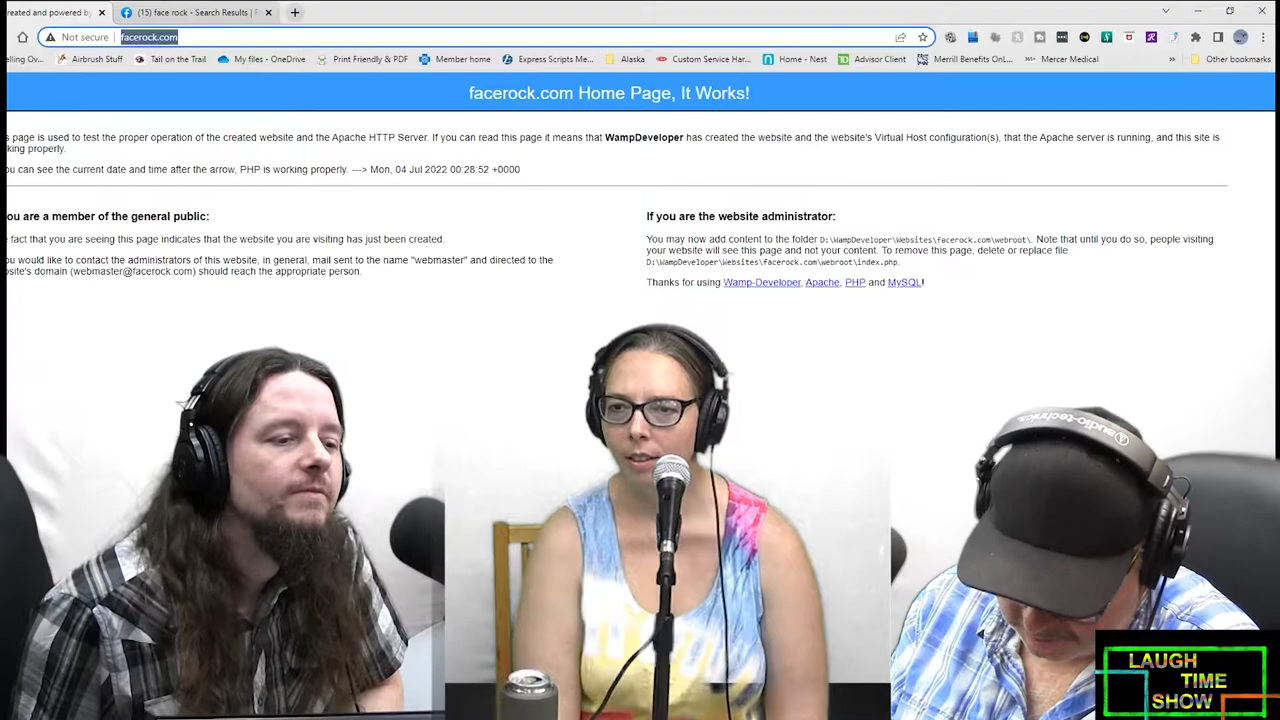 reated and powered by
(15) face rock - Search Results |
Not secure
facerock.com
elling Ov...
Airbrush Stuff
Tail on the Trail
My files - OneDrive
Print Friendly & PDF
Member home
Express Scripts Me...
Alaska
Custom Service Har...
Home - Nest
Advisor Client
Merrill Benefits OnL...
Mercer Medical
»
Other bookmarks
facerock.com Home Page, It Works!
s page is used to test the proper operation of the created website and the Apache HTTP Server. If you can read this page it means that WampDeveloper has created the website and the website's Virtual Host configuration(s), that the Apache server is running, and this site is
king properly.
ou can see the current date and time after the arrow, PHP is working properly. ---> Mon, 04 Jul 2022 00:28:52 +0000
ou are a member of the general public:
fact that you are seeing this page indicates that the website you are visiting has just been created.
ou would like to contact the administrators of this website, in general, mail sent to the name "webmaster" and directed to the
osite's domain (webmaster@facerock.com) should reach the appropriate person.
If you are the website administrator:
You may now add content to the folder D:\WampDeveloper\Websites\facerock.com\webroot\. Note that until you do so, people visiting
your website will see this page and not your content. To remove this page, delete or replace file
D:\WampDeveloper\Websites\facerock.com\webroot\index.php.
Thanks for using Wamp-Developer, Apache, PHP and MySQL!
audio-technica
LAUGH
TIME
SHOW